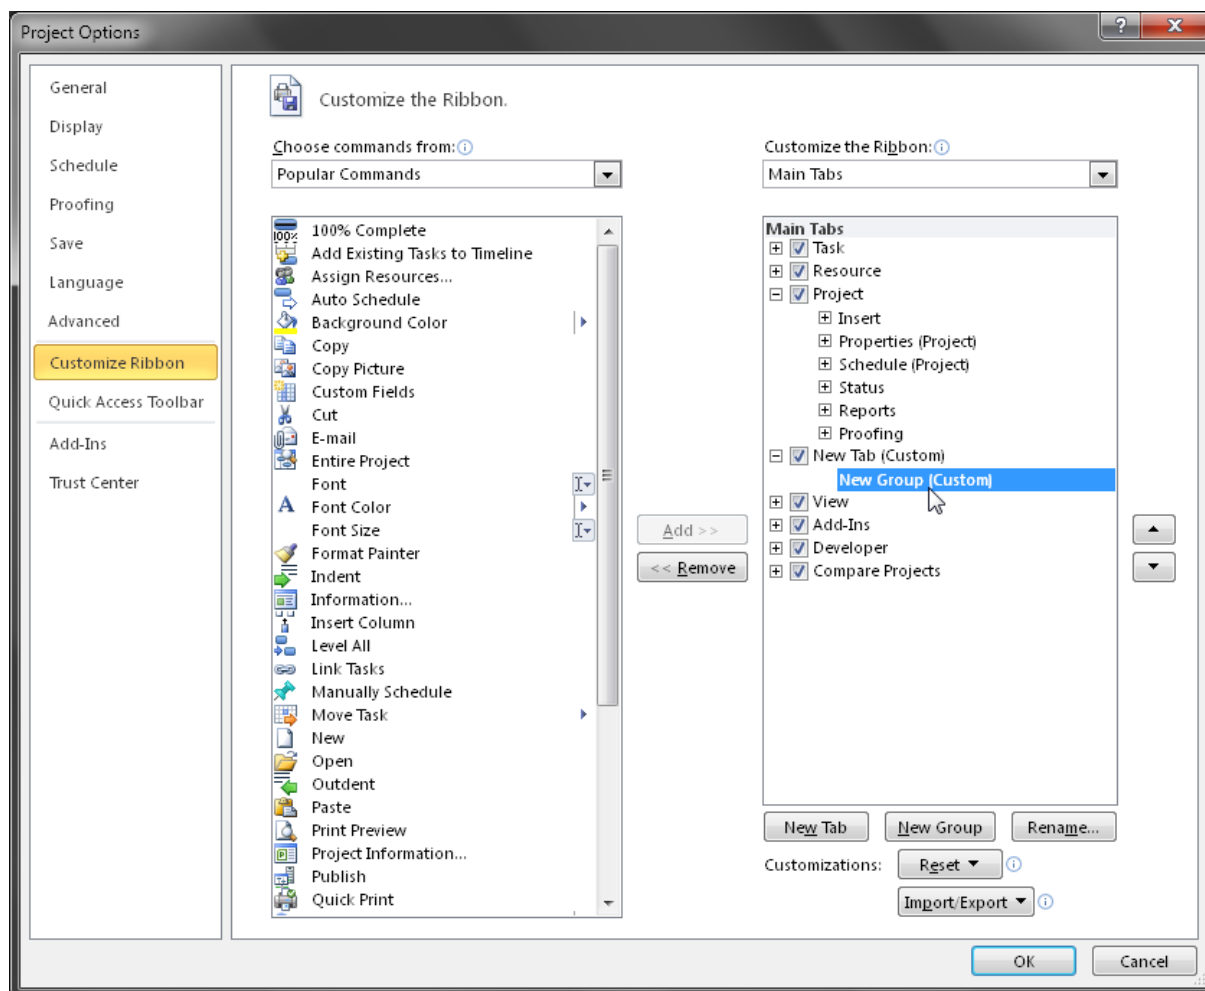 Project Options
General
Display
Schedule
Proofing
Save
Language
Advanced
Customize Ribbon
Quick Access Toolbar
Add-Ins
Trust Center
Customize the Ribbon.
Choose commands from:
Popular Commands
100% Complete
Add Existing Tasks to Timeline
Assign Resources...
Auto Schedule
Background Color
Copy
Copy Picture
Custom Fields
Cut
E-mail
Entire Project
Font
Font Color
Font Size
Format Painter
Indent
Information...
Insert Column
Level All
Link Tasks
Manually Schedule
Move Task
New
Open
Outdent
Paste
Print Preview
Project Information...
Publish
Quick Print
Add >>
<< Remove
Customize the Ribbon:
Main Tabs
Main Tabs
Task
Resource
Project
Insert
Properties (Project)
Schedule (Project)
Status
Reports
Proofing
New Tab (Custom)
New Group (Custom)
View
Add-Ins
Developer
Compare Projects
New Tab
New Group
Rename...
Customizations:
Reset
Import/Export
OK
Cancel